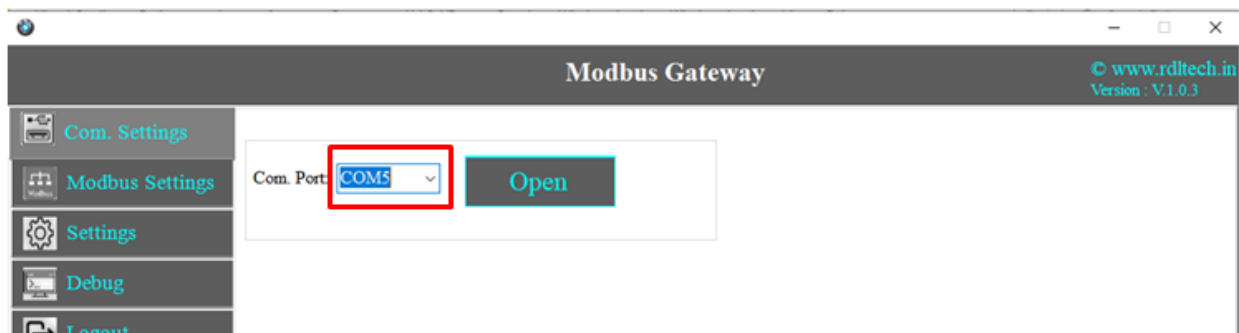 Modbus Gateway
© www.rdltech.in
Version : V.1.0.3
Com. Settings
Modbus Settings
Settings
Debug
Logout
Com. Port: COM5
Open